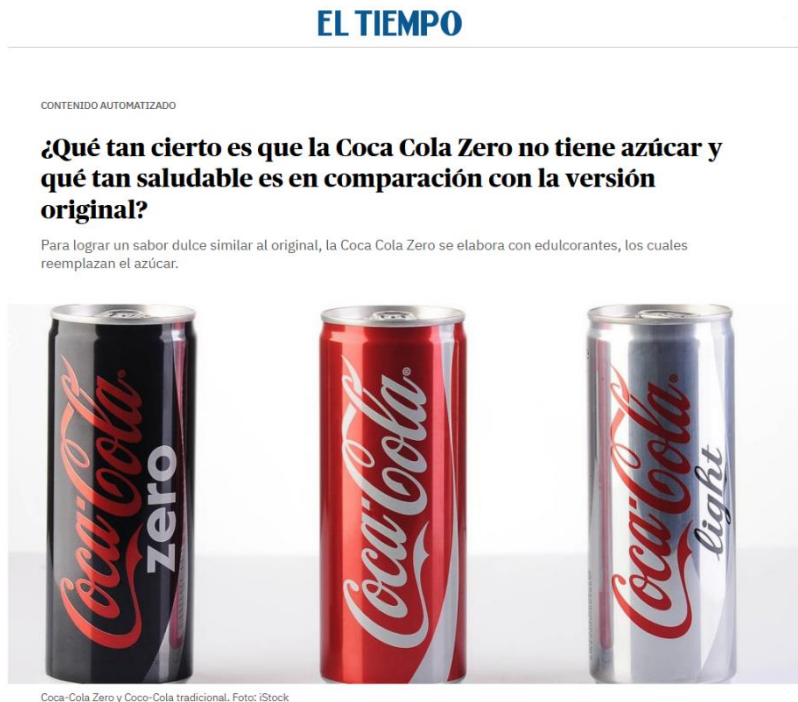 EL TIEMPO
CONTENIDO AUTOMATIZADO
¿Qué tan cierto es que la Coca Cola Zero no tiene azúcar y
qué tan saludable es en comparación con la versión
original?
Para lograr un sabor dulce similar al original, la Coca Cola Zero se elabora con edulcorantes, los cuales
reemplazan el azúcar.
Coca-Cola
zero
Coca-Cola
Coca-Cola
light
Coca-Cola Zero y Coco-Cola tradicional. Foto: iStock